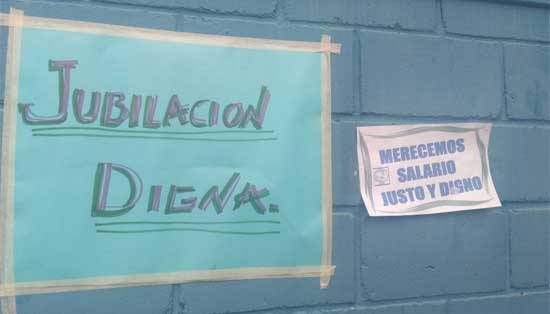 JUBILACION
DIGNA.
MERECEMOS
SALARIO
JUSTO Y DIGNO